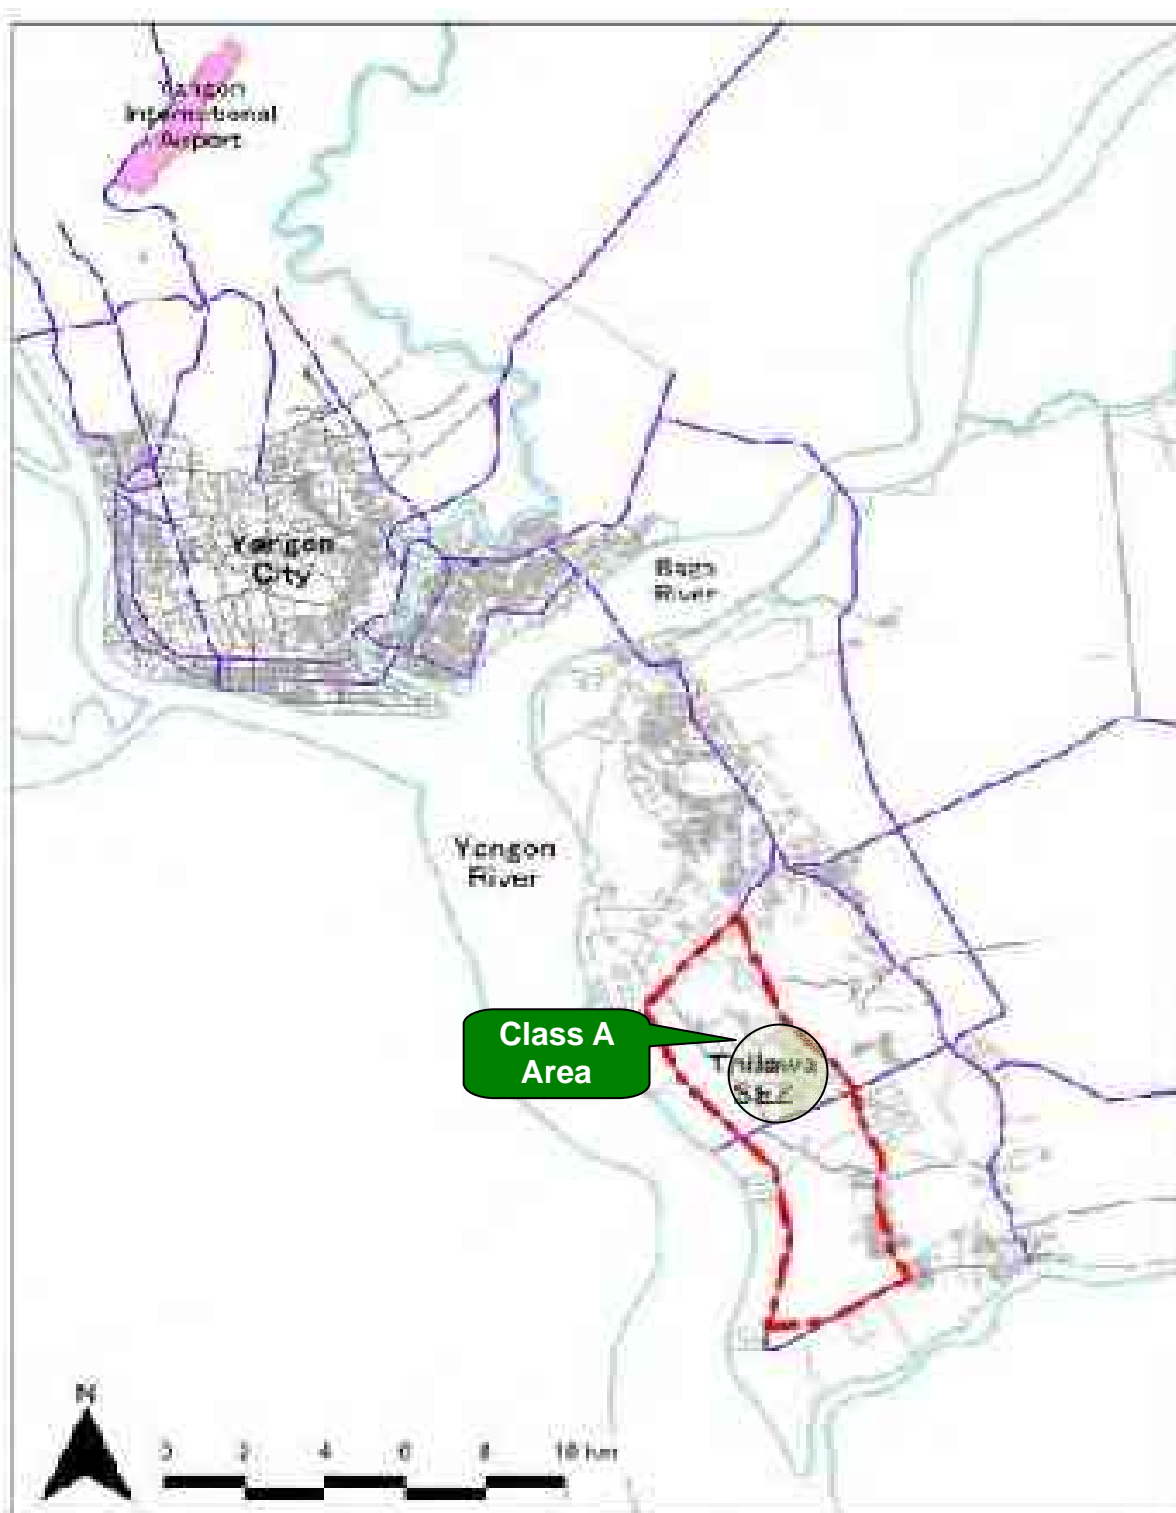 Yangon
International
Airport
Yangon
City
Bago
River
Yangon
River
Class A
Area
Thilawa
SEZ
N
0 2 4 6 8 10 km